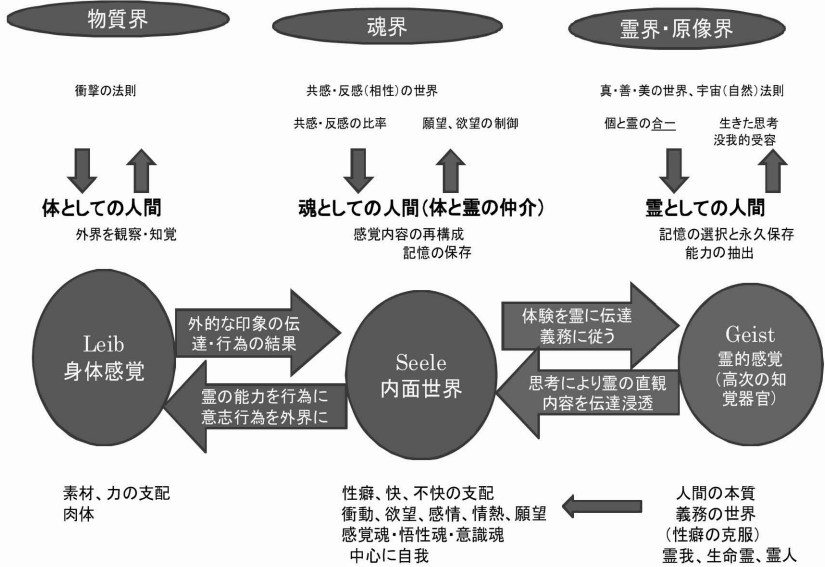 物質界
魂界
霊界・原像界
衝撃の法則
共感・反感(相性)の世界
真・善・美の世界、宇宙(自然)法則
共感・反感の比率
願望、欲望の制御
個と霊の合一
生きた思考
没我的受容
体としての人間
魂としての人間(体と霊の仲介)
霊としての人間
外界を観察・知覚
感覚内容の再構成
記憶の保存
記憶の選択と永久保存
能力の抽出
Leib
身体感覚
外的な印象の伝
達・行為の結果
霊の能力を行為に
意志行為を外界に
Seele
内面世界
体験を霊に伝達
義務に従う
思考により霊の直観
内容を伝達浸透
Geist
霊的感覚
(高次の知
覚器官)
素材、力の支配
肉体
性癖、快、不快の支配
衝動、欲望、感情、情熱、願望
感覚魂・悟性魂・意識魂
中心に自我
人間の本質
義務の世界
(性癖の克服)
霊我、生命霊、霊人